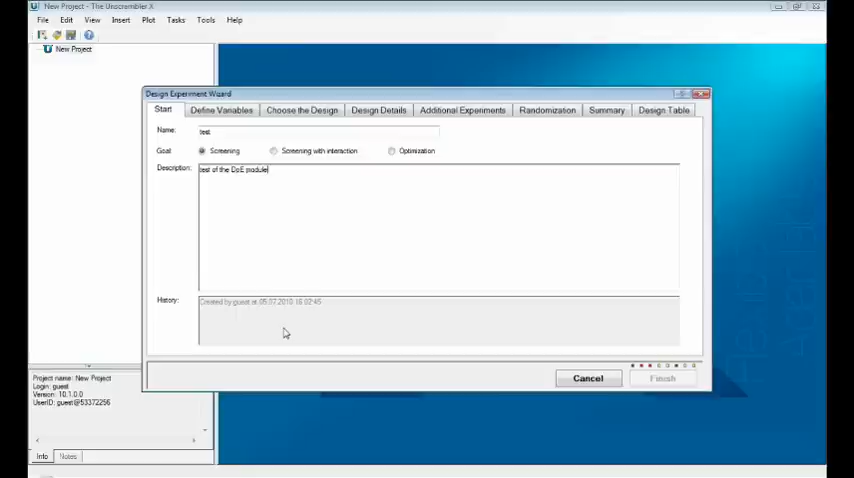 New Project - The Unscrambler X
File Edit View Insert Plot Tasks Tools Help
New Project
Design Experiment Wizard
Start Define Variables Choose the Design Design Details Additional Experiments Randomization Summary Design Table
Name: test
Goal: Screening Screening with interaction Optimization
Description: test of the DoE module
History: Created by guest at 05.07.2010 16:02:45
Cancel Finish
Project name: New Project
Login: guest
Version: 10.1.0.0
UserID: guest@53372256
Info Notes